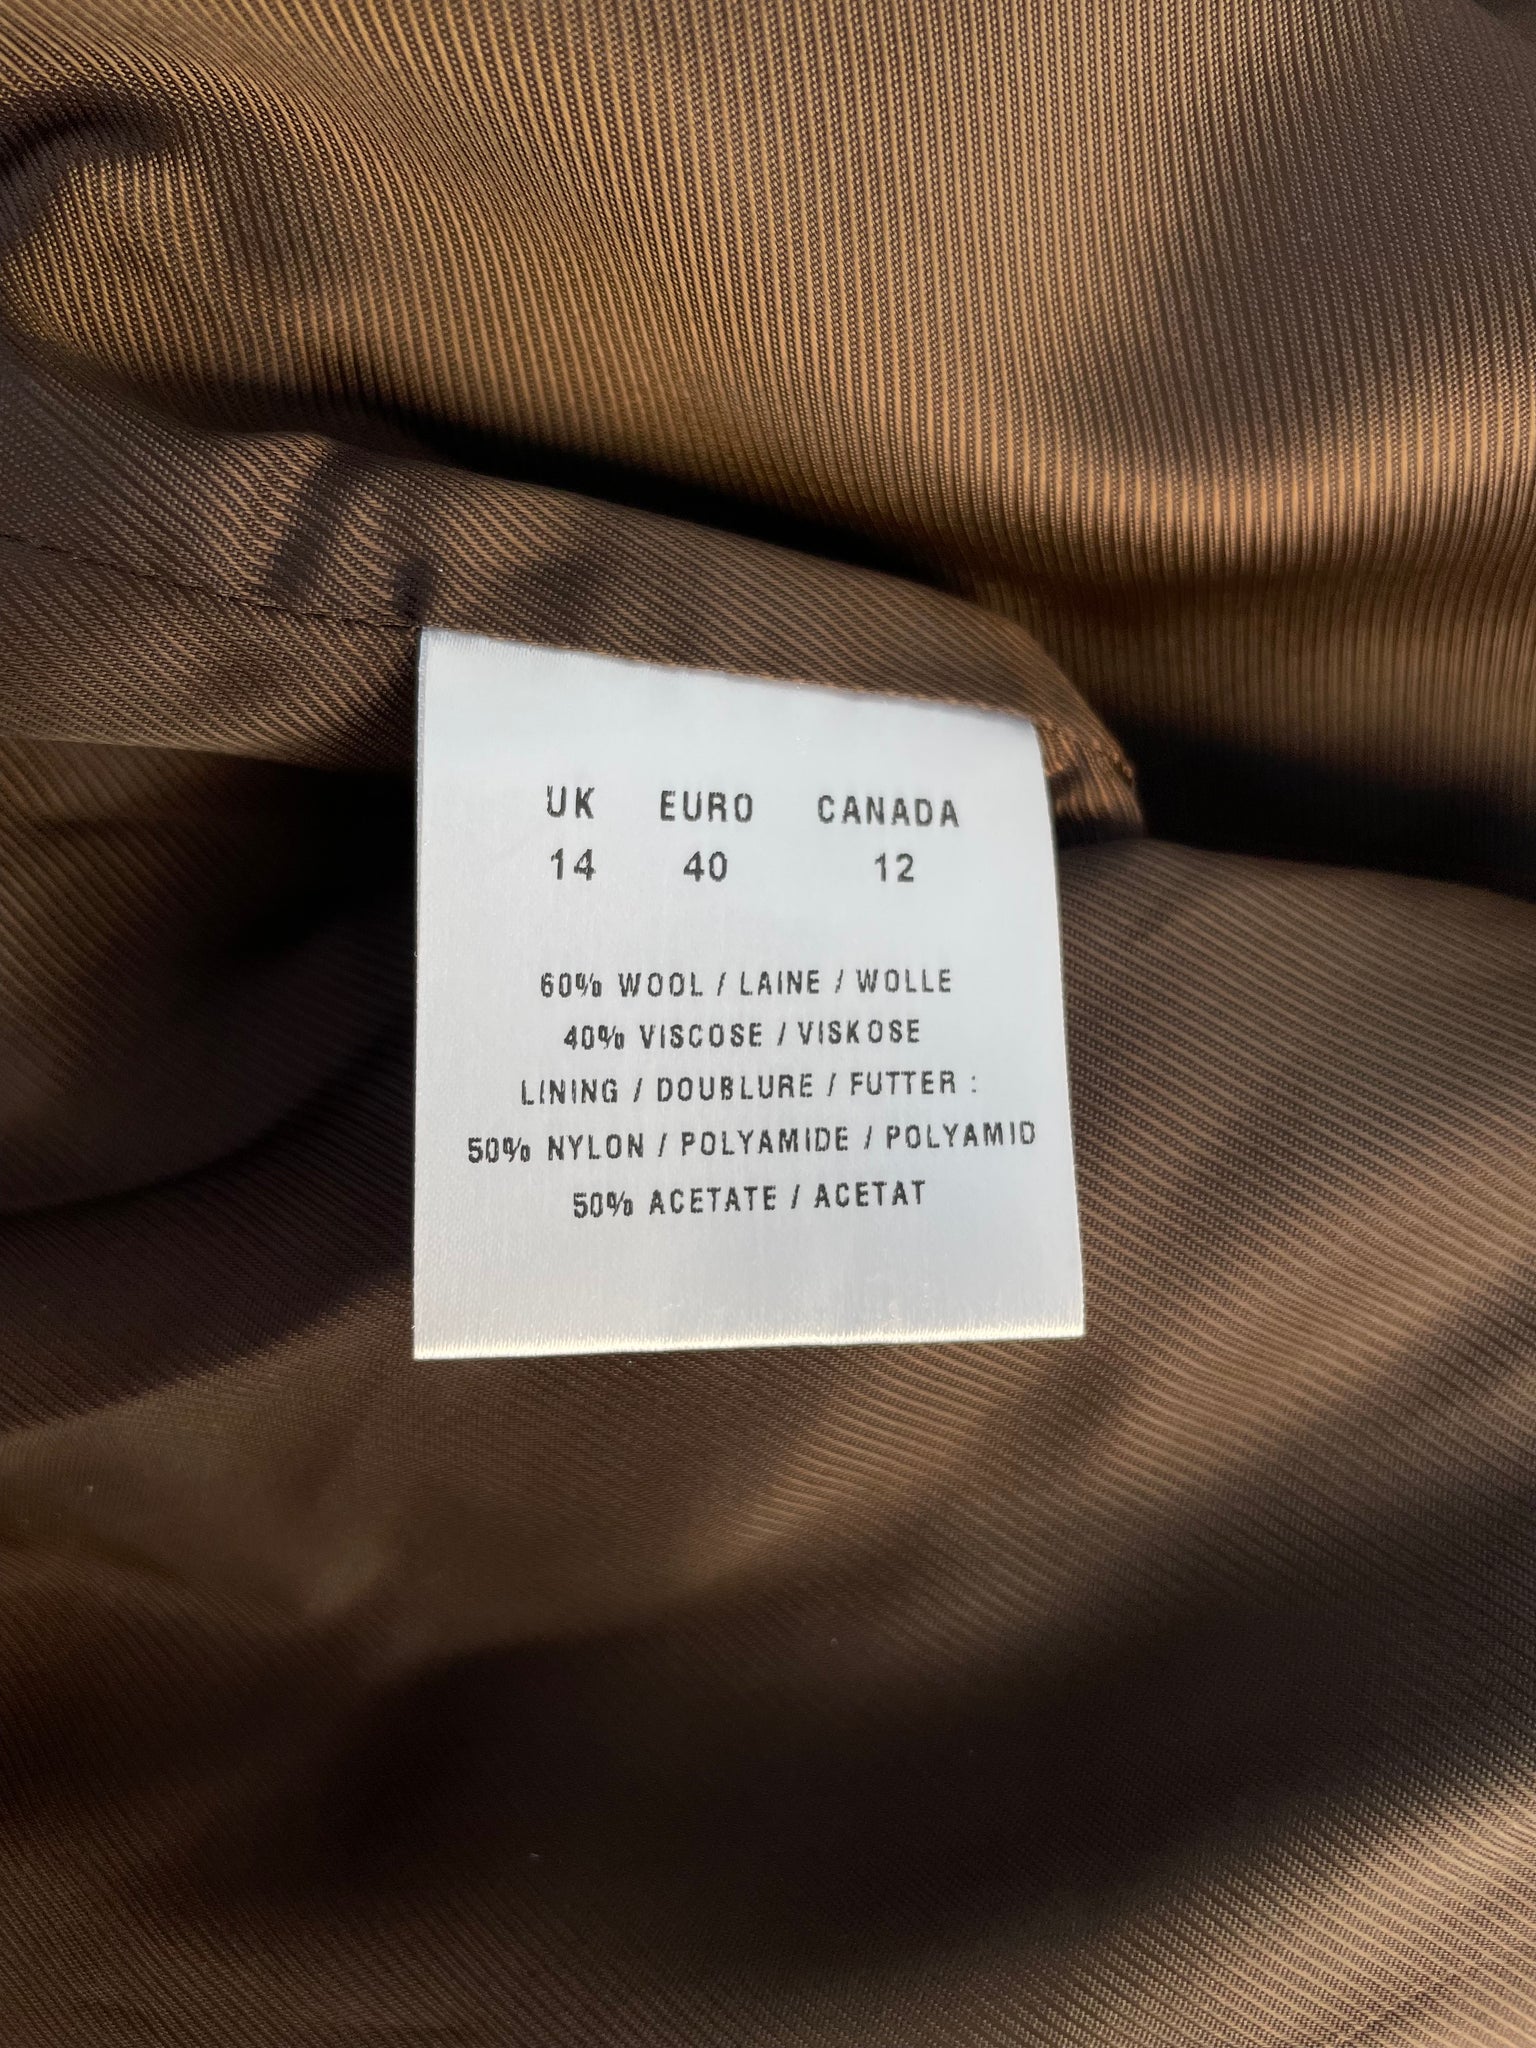 UK EURO CANADA
14 40 12
60% WOOL / LAINE / WOLLE
40% VISCOSE / VISKOSE
LINING / DOUBLURE / FUTTER :
50% NYLON / POLYAMIDE / POLYAMID
50% ACETATE / ACETAT